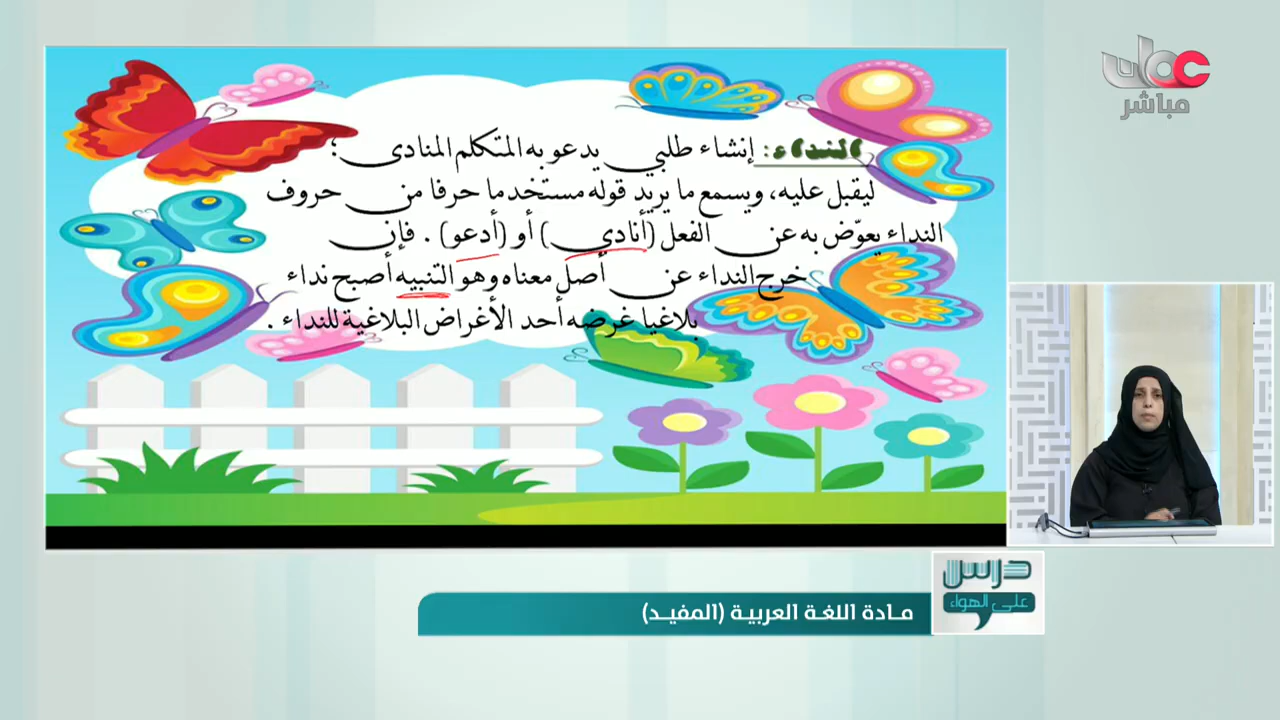 عمان
مباشر
النداء: إنشاء طلبي يدعو به المتكلم المنادى ؛
ليقبل عليه، ويسمع ما يريد قوله مستخدما حرفا من حروف
النداء يعوّض به عن الفعل (أنادي) أو (أدعو) . فإن
خرج النداء عن أصل معناه وهو التنبيه أصبح نداء
بلاغيا غرضه أحد الأغراض البلاغية للنداء .
درس
على الهواء
مادة اللغة العربية (المفيد)